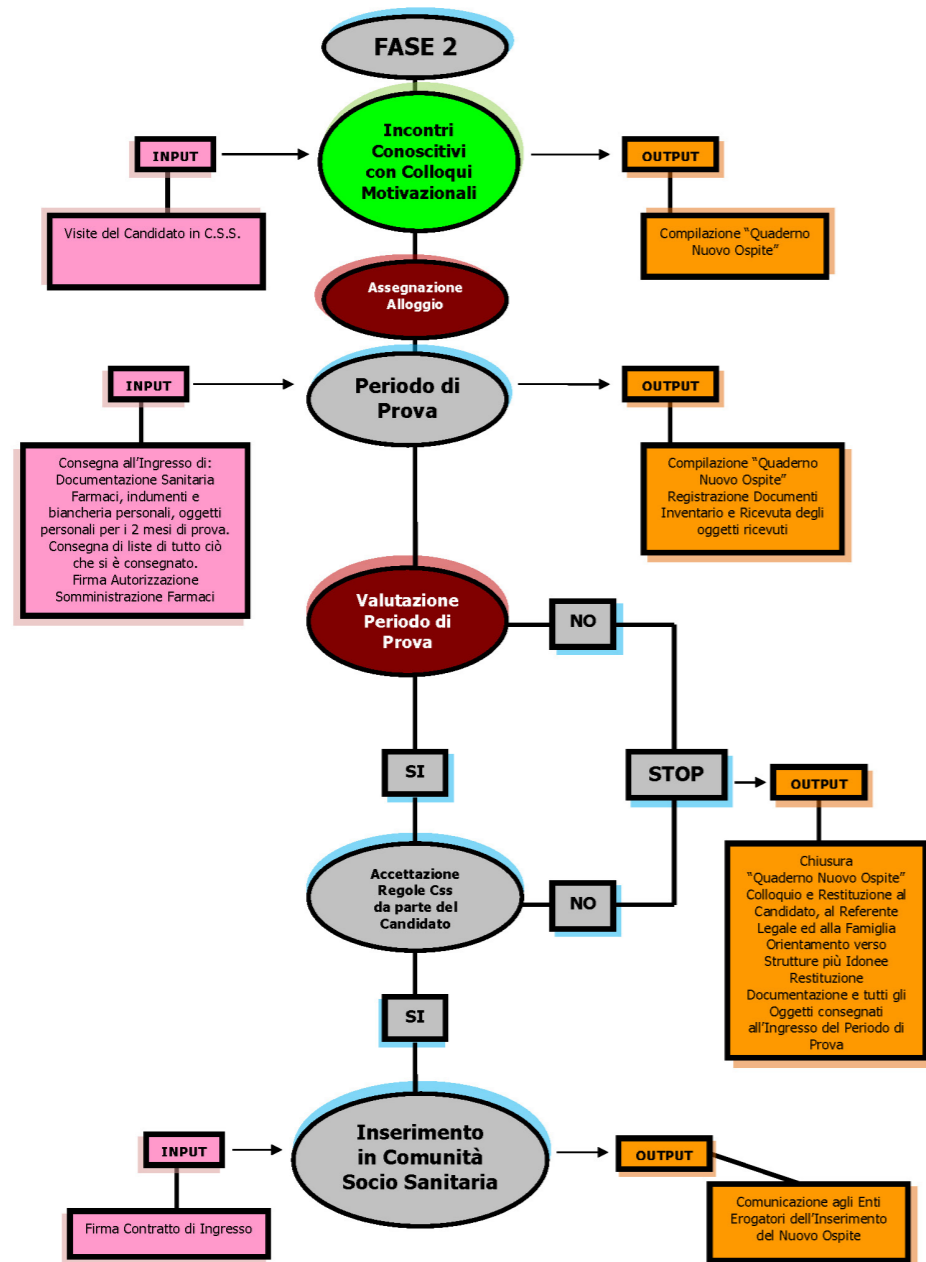 FASE 2
Incontri
Conoscitivi
con Colloqui
Motivazionali
INPUT
Visite del Candidato in C.S.S.
OUTPUT
Compilazione “Quaderno
Nuovo Ospite”
Assegnazione
Alloggio
Periodo di
Prova
INPUT
Consegna all’Ingresso di:
Documentazione Sanitaria
Farmaci, indumenti e
biancheria personali, oggetti
personali per i 2 mesi di prova.
Consegna di liste di tutto ciò
che si è consegnato.
Firma Autorizzazione
Somministrazione Farmaci
OUTPUT
Compilazione “Quaderno
Nuovo Ospite”
Registrazione Documenti
Inventario e Ricevuta degli
oggetti ricevuti
Valutazione
Periodo di
Prova
NO
SI
STOP
OUTPUT
Chiusura
“Quaderno Nuovo Ospite”
Colloquio e Restituzione al
Candidato, al Referente
Legale ed alla Famiglia
Orientamento verso
Strutture più Idonee
Restituzione
Documentazione e tutti gli
Oggetti consegnati
all’Ingresso del Periodo di
Prova
Accettazione
Regole Css
da parte del
Candidato
NO
SI
Inserimento
in Comunità
Socio Sanitaria
INPUT
Firma Contratto di Ingresso
OUTPUT
Comunicazione agli Enti
Erogatori dell’Inserimento
del Nuovo Ospite